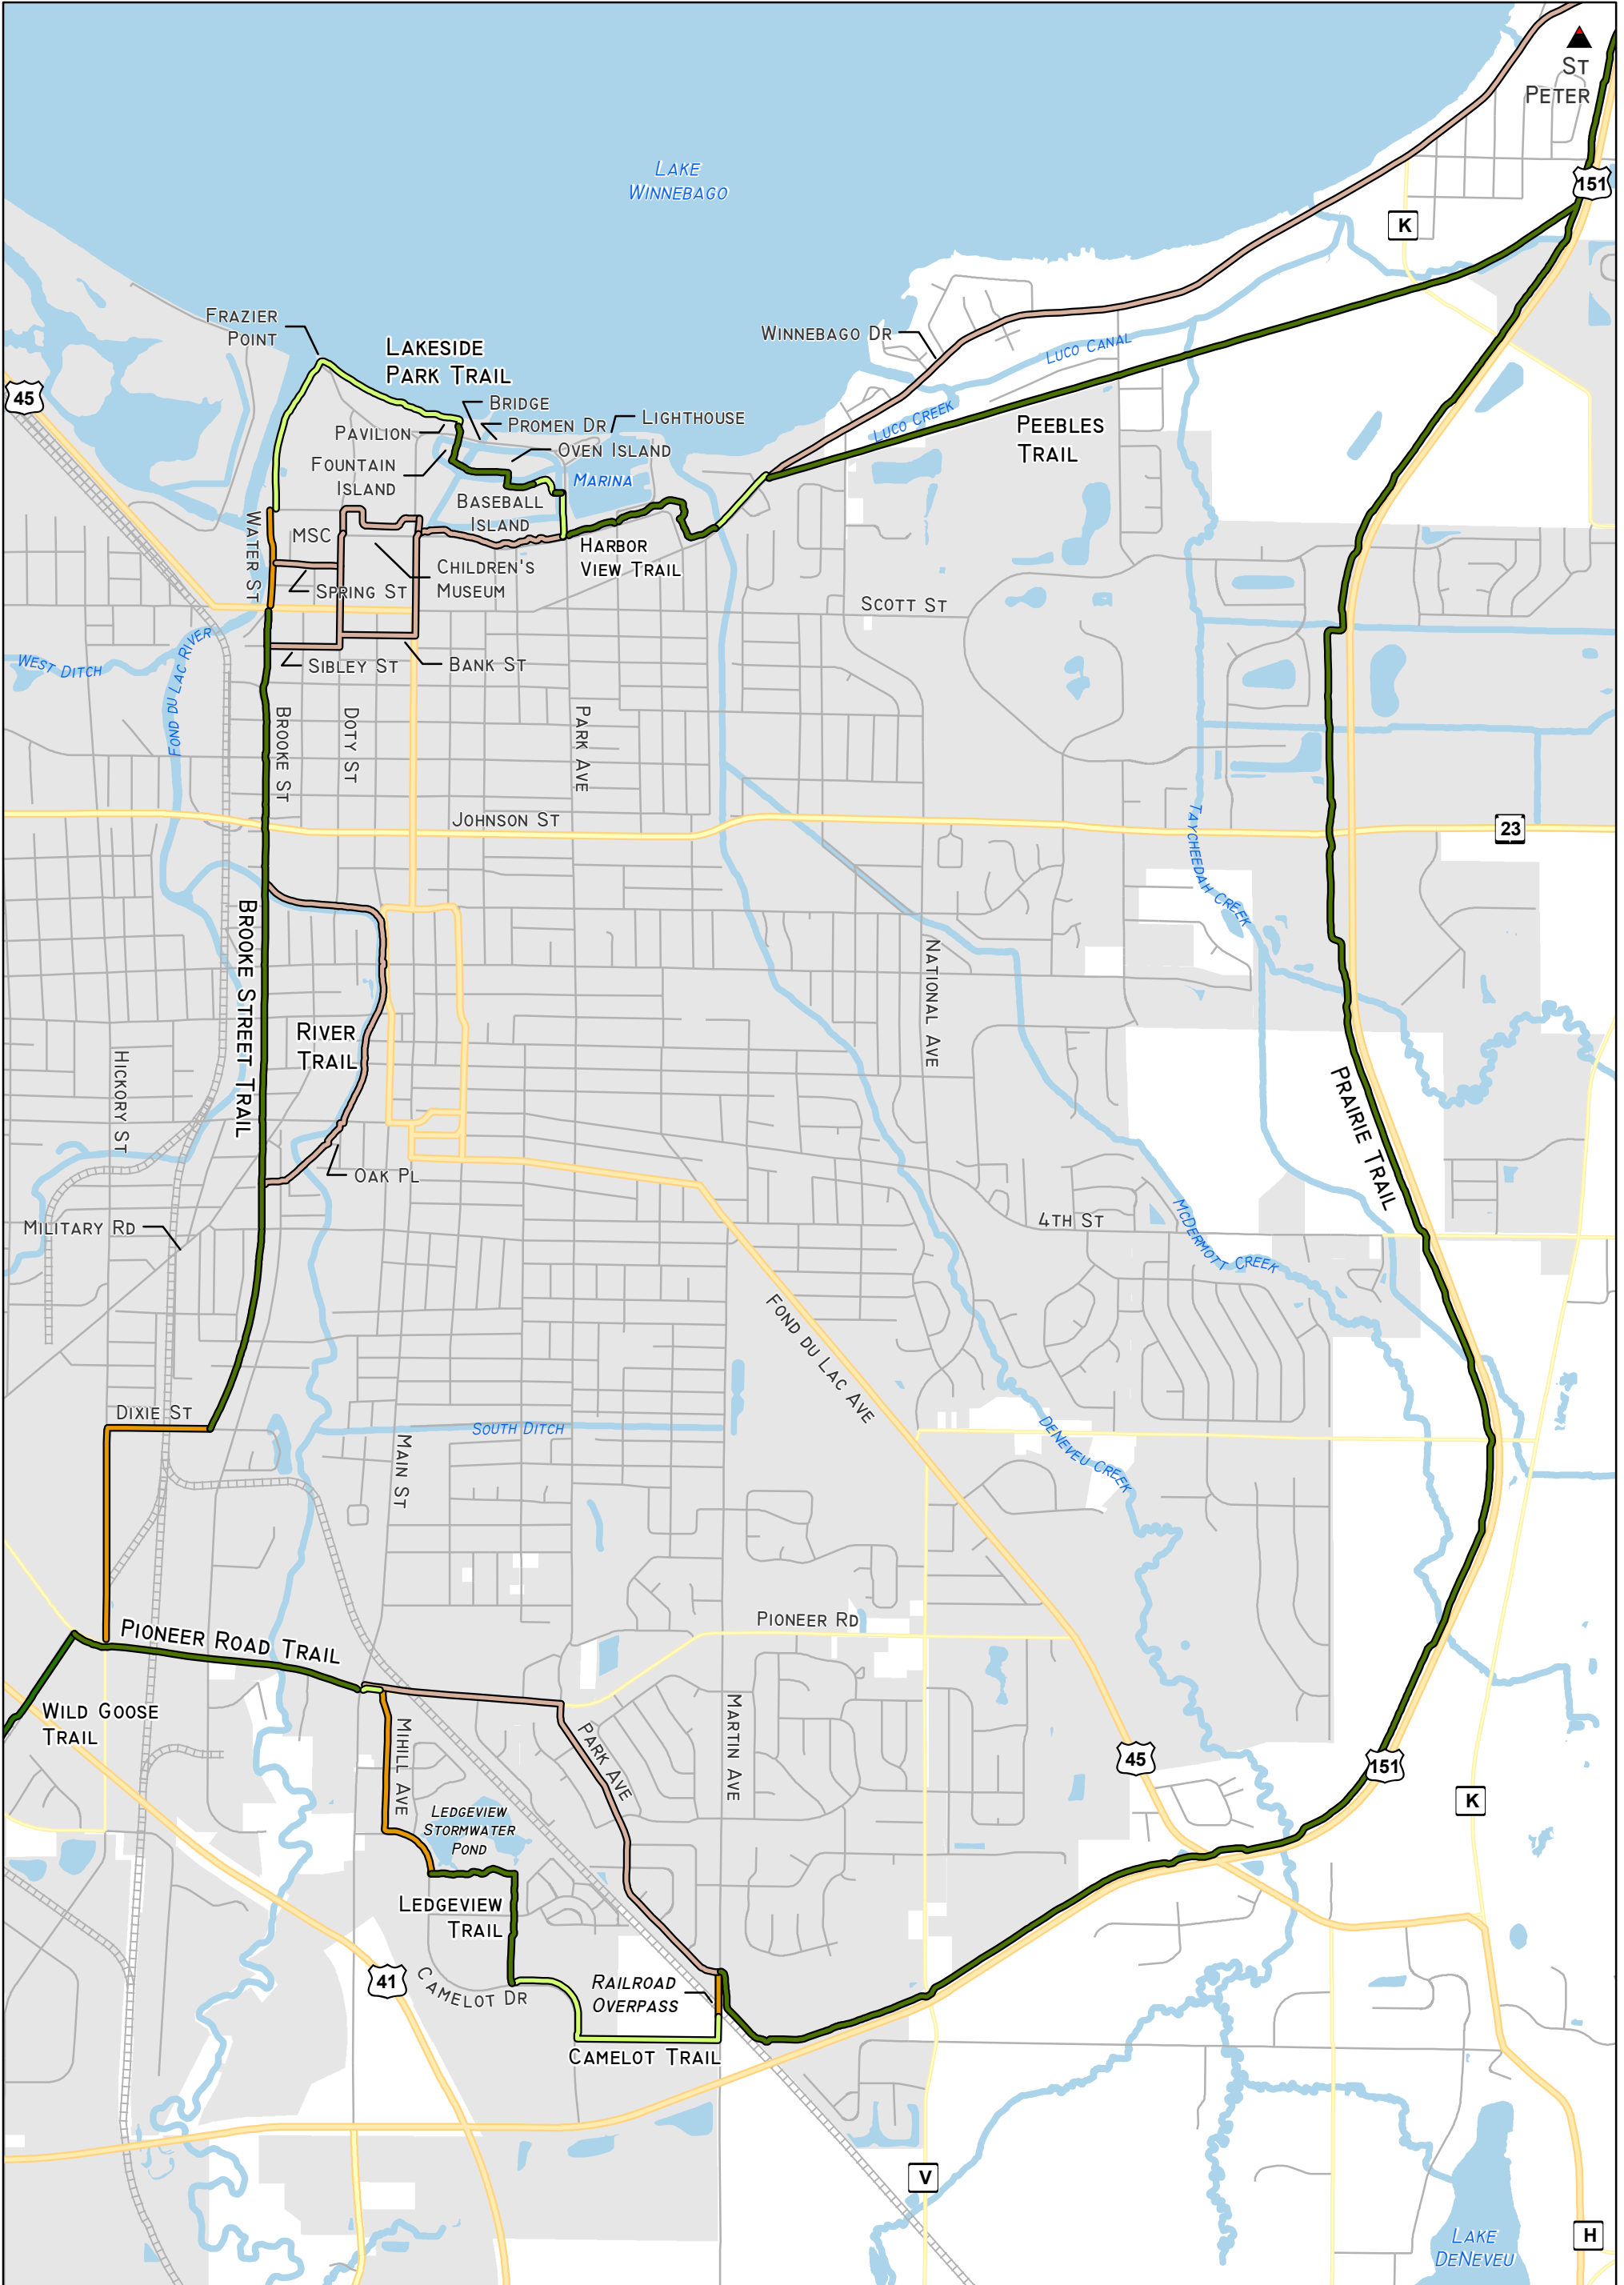 ST
PETER
151
LAKE
WINNEBAGO
K
FRAZIER
POINT
LAKESIDE
PARK TRAIL
WINNEBAGO DR
LUCO CANAL
45
BRIDGE
PROMEN DR
LIGHTHOUSE
PAVILION
OVEN ISLAND
LUCO CREEK
PEEBLES
TRAIL
FOUNTAIN
ISLAND
MARINA
BASEBALL
ISLAND
WATER ST
MSC
HARBOR
VIEW TRAIL
CHILDREN'S
MUSEUM
SPRING ST
SCOTT ST
WEST DITCH
FOND DU LAC RIVER
SIBLEY ST
BANK ST
BROOKE ST
DOTY ST
PARK AVE
JOHNSON ST
23
TAYCHEEDAH CREEK
BROOKE STREET TRAIL
NATIONAL AVE
RIVER
TRAIL
HICKORY ST
PRAIRIE TRAIL
OAK PL
MILITARY RD
4TH ST
MCDERMOTT CREEK
FOND DU LAC AVE
DIXIE ST
SOUTH DITCH
MAIN ST
DENEVEU CREEK
PIONEER RD
PIONEER ROAD TRAIL
WILD GOOSE
TRAIL
MIHILL AVE
PARK AVE
MARTIN AVE
45
151
K
LEDGEVIEW
STORMWATER
POND
LEDGEVIEW
TRAIL
41
CAMELOT DR
RAILROAD
OVERPASS
CAMELOT TRAIL
V
LAKE
DENEVEU
H